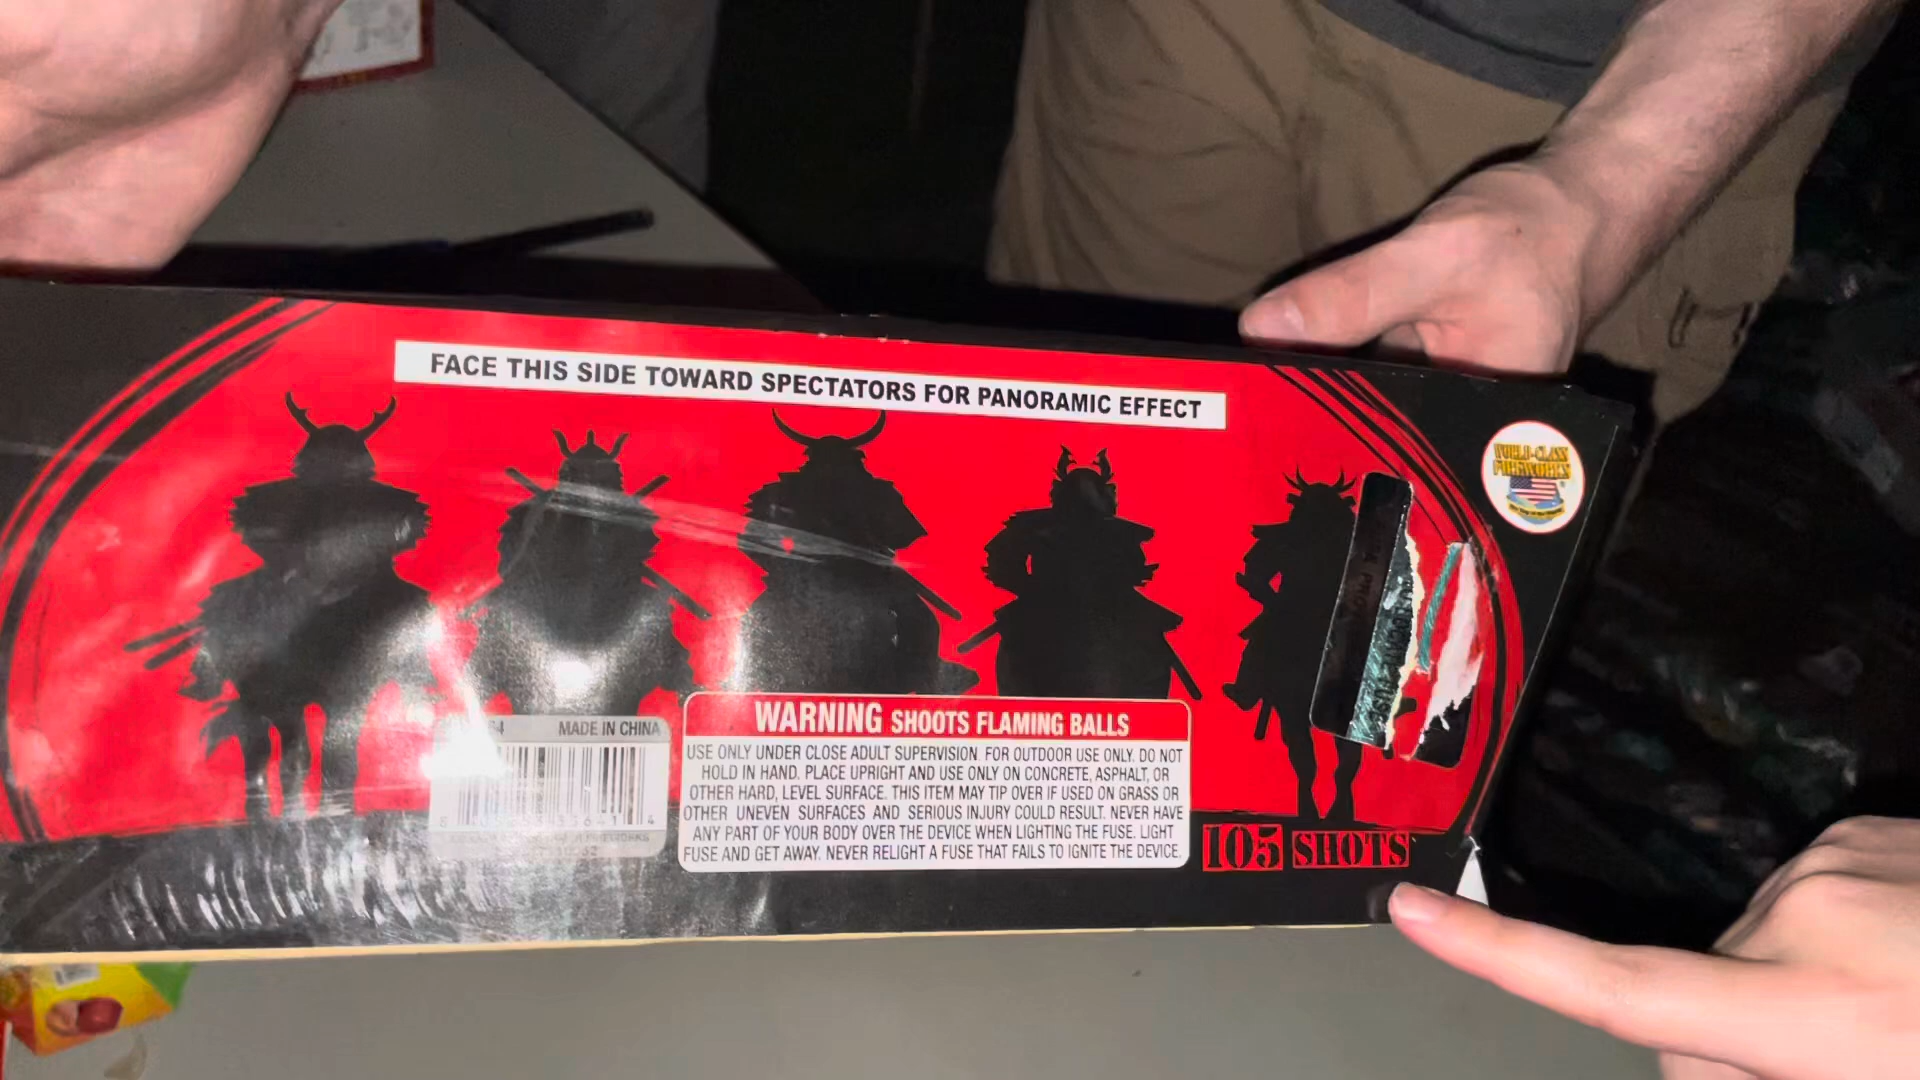 FACE THIS SIDE TOWARD SPECTATORS FOR PANORAMIC EFFECT
WORLD-CLASS
FIREWORKS
MADE IN CHINA
WARNING SHOOTS FLAMING BALLS
USE ONLY UNDER CLOSE ADULT SUPERVISION. FOR OUTDOOR USE ONLY. DO NOT
HOLD IN HAND. PLACE UPRIGHT AND USE ONLY ON CONCRETE, ASPHALT, OR
OTHER HARD, LEVEL SURFACE. THIS ITEM MAY TIP OVER IF USED ON GRASS OR
OTHER UNEVEN SURFACES AND SERIOUS INJURY COULD RESULT. NEVER HAVE
ANY PART OF YOUR BODY OVER THE DEVICE WHEN LIGHTING THE FUSE. LIGHT
FUSE AND GET AWAY. NEVER RELIGHT A FUSE THAT FAILS TO IGNITE THE DEVICE.
105 SHOTS